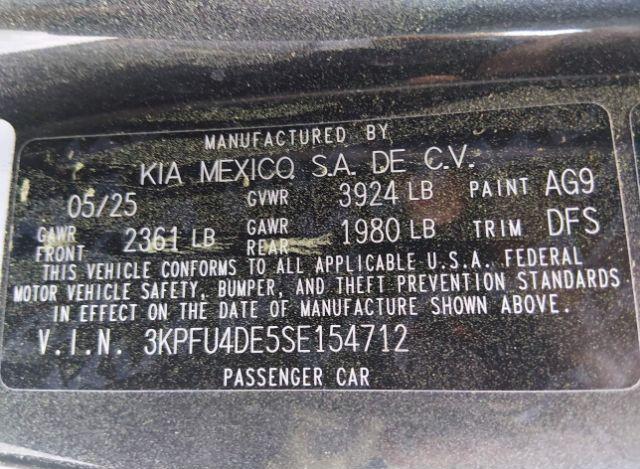 MANUFACTURED BY
KIA MEXICO S.A. DE C.V.
05/25 GVWR 3924 LB PAINT AG9
GAWR FRONT 2361 LB GAWR REAR 1980 LB TRIM DFS
THIS VEHICLE CONFORMS TO ALL APPLICABLE U.S.A. FEDERAL
MOTOR VEHICLE SAFETY, BUMPER, AND THEFT PREVENTION STANDARDS
IN EFFECT ON THE DATE OF MANUFACTURE SHOWN ABOVE.
V.I.N. 3KPFU4DE5SE154712
PASSENGER CAR